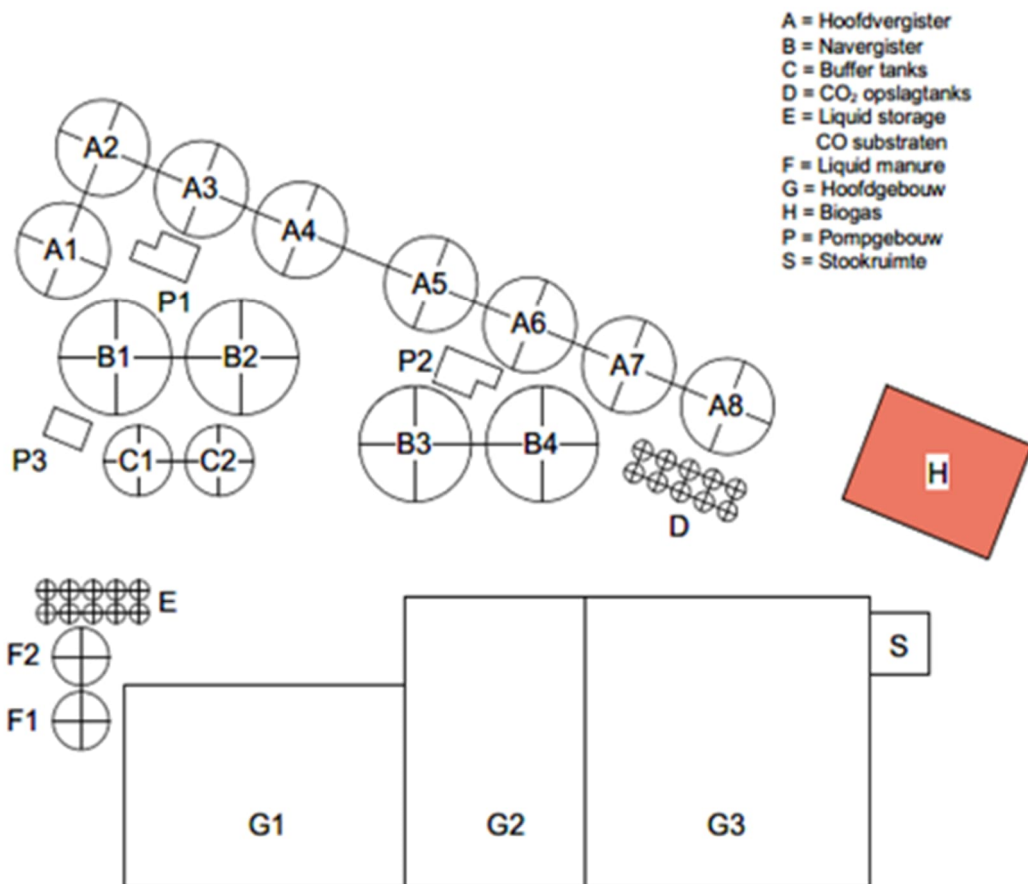 A = Hoofdvergister
B = Navergister
C = Buffer tanks
D = CO₂ opslagtanks
E = Liquid storage
CO substraten
F = Liquid manure
G = Hoofdgebouw
H = Biogas
P = Pompgebouw
S = Stookruimte
A2
A3
A4
A1
A5
P1
A6
B1
B2
P2
A7
A8
P3
C1
C2
B3
B4
H
D
E
F2
S
F1
G1
G2
G3